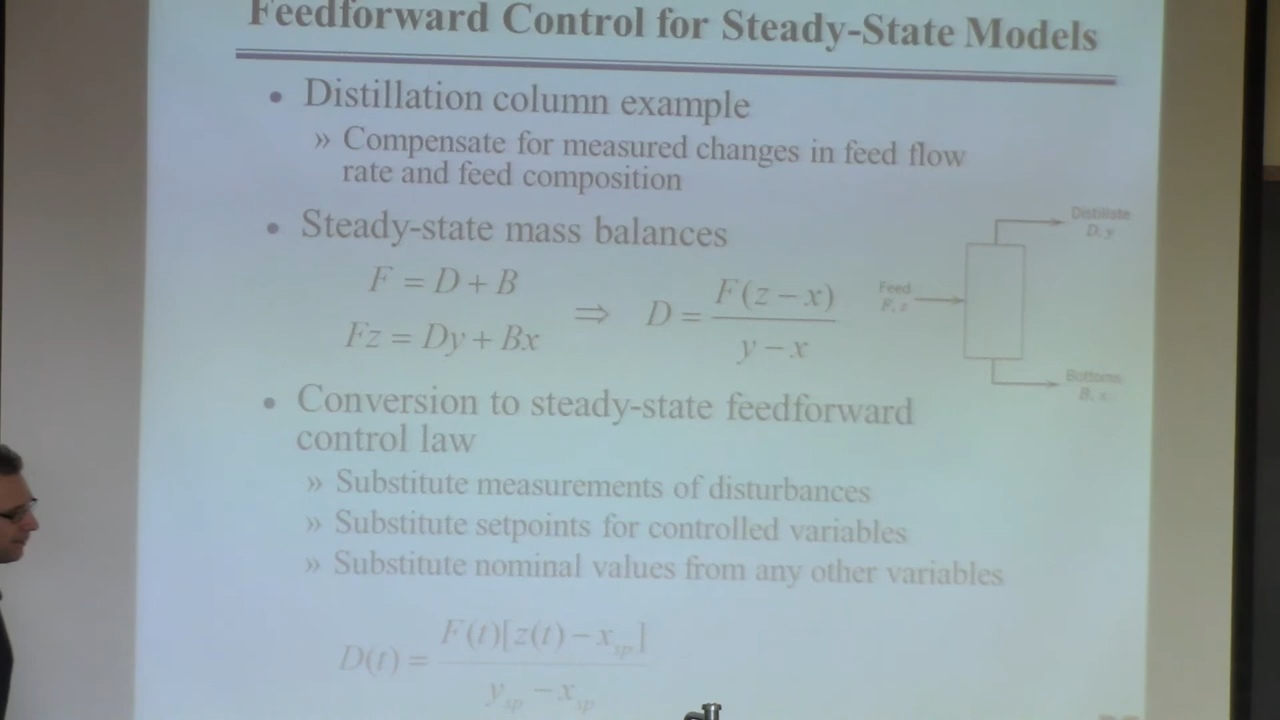 Feedforward Control for Steady-State Models
• Distillation column example
» Compensate for measured changes in feed flow
rate and feed composition
• Steady-state mass balances
F = D + B
Fz = Dy + Bx
⇒ D = F(z − x) / y − x
Distillate
D, y
Feed
F, z
Bottoms
B, x
• Conversion to steady-state feedforward
control law
» Substitute measurements of disturbances
» Substitute setpoints for controlled variables
» Substitute nominal values from any other variables
D(t) = F(t)[z(t) − x_sp] / y_sp − x_sp